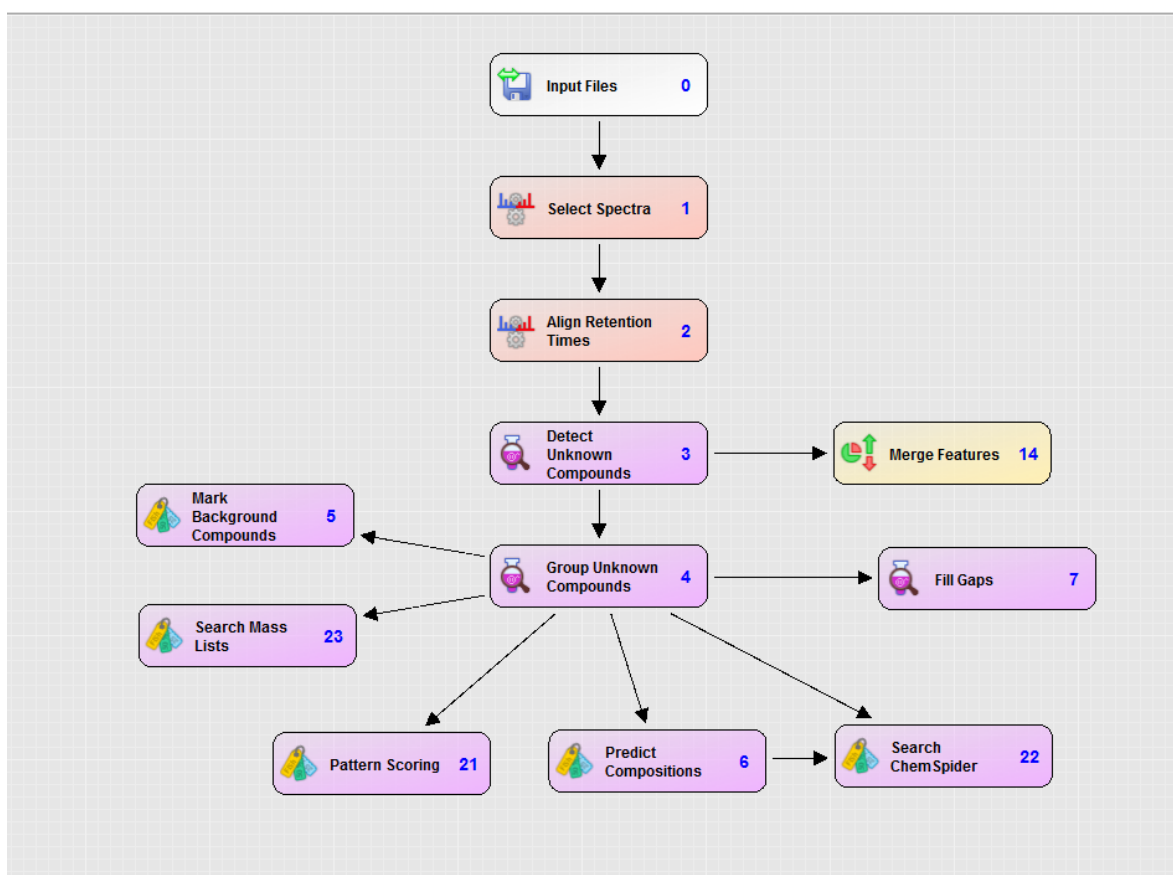 Input Files 0
Select Spectra 1
Align Retention
Times 2
Detect
Unknown
Compounds 3
Merge Features 14
Mark
Background
Compounds 5
Group Unknown
Compounds 4
Fill Gaps 7
Search Mass
Lists 23
Pattern Scoring 21
Predict
Compositions 6
Search
ChemSpider 22